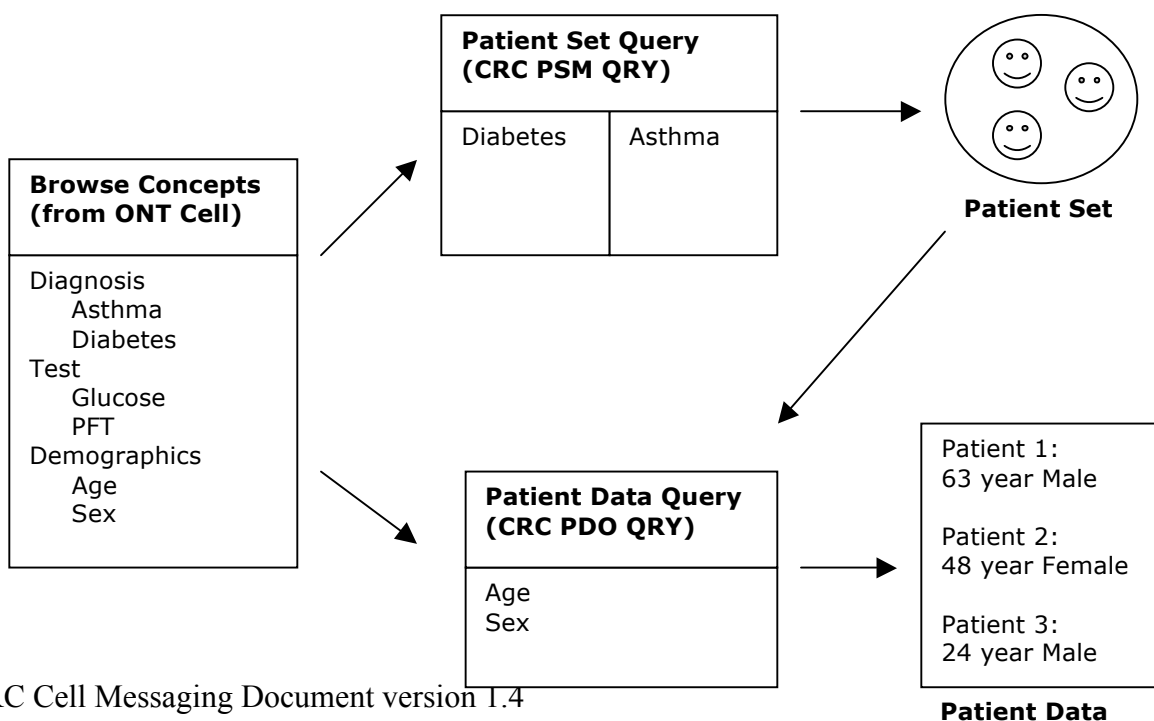 Patient Set Query
(CRC PSM QRY)
Diabetes
Asthma
Patient Set
Browse Concepts
(from ONT Cell)
Diagnosis
Asthma
Diabetes
Test
Glucose
PFT
Demographics
Age
Sex
Patient Data Query
(CRC PDO QRY)
Age
Sex
Patient 1:
63 year Male
Patient 2:
48 year Female
Patient 3:
24 year Male
Patient Data
RC Cell Messaging Document version 1.4